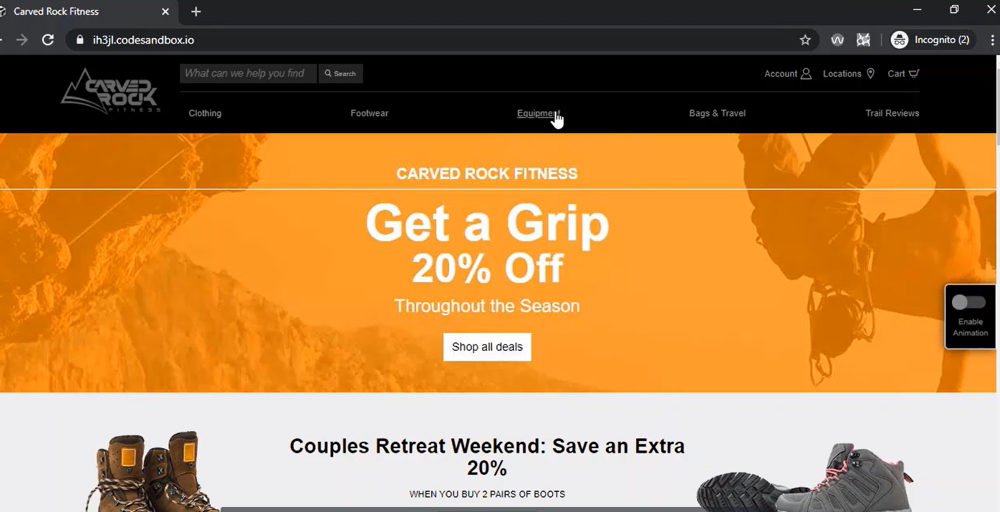 Carved Rock Fitness
ih3jl.codesandbox.io
Incognito (2)
CARVED
ROCK
FITNESS
What can we help you find
Search
Account
Locations
Cart
Clothing
Footwear
Equipment
Bags & Travel
Trail Reviews
CARVED ROCK FITNESS
Get a Grip
20% Off
Throughout the Season
Shop all deals
Enable
Animation
Couples Retreat Weekend: Save an Extra
20%
WHEN YOU BUY 2 PAIRS OF BOOTS